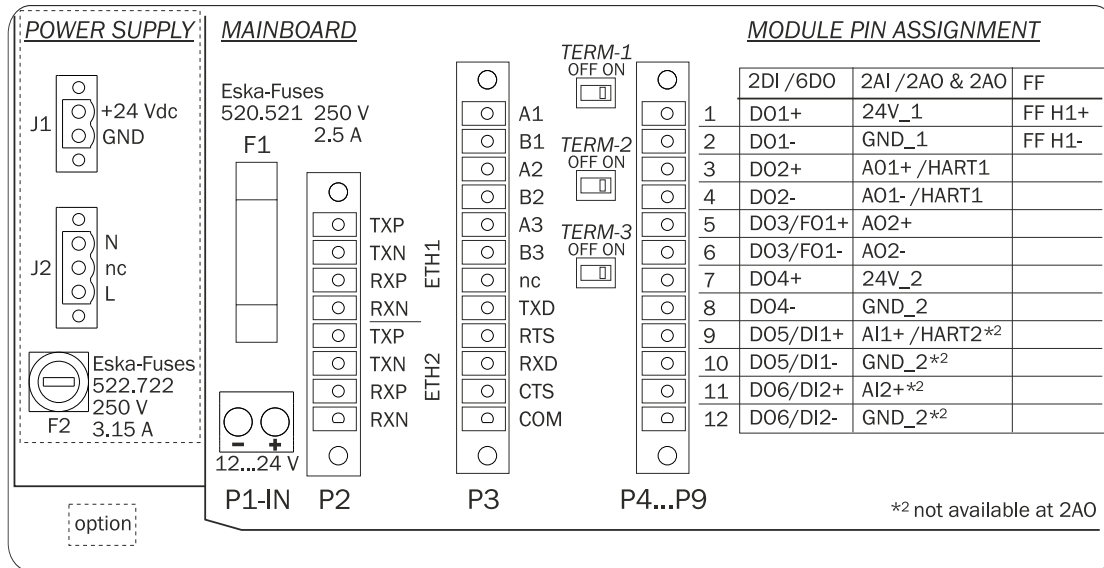 POWER SUPPLY
J1
+24 Vdc
GND
J2
N
nc
L
Eska-Fuses
522.722
250 V
3.15 A
F2
option
MAINBOARD
Eska-Fuses
520.521 250 V
2.5 A
F1
12...24 V
P1-IN
TXP
TXN
RXP
RXN
ETH1
TXP
TXN
RXP
RXN
ETH2
P2
A1
B1
A2
B2
A3
B3
nc
TXD
RTS
RXD
CTS
COM
P3
TERM-1
OFF ON
TERM-2
OFF ON
TERM-3
OFF ON
P4...P9
MODULE PIN ASSIGNMENT
2DI/6DO 2AI/2AO & 2AO FF
1 DO1+ 24V_1 FF H1+
2 DO1- GND_1 FF H1-
3 DO2+ AO1+/HART1
4 DO2- AO1-/HART1
5 DO3/FO1+ AO2+
6 DO3/FO1- AO2-
7 DO4+ 24V_2
8 DO4- GND_2
9 DO5/DI1+ AI1+/HART2*2
10 DO5/DI1- GND_2*2
11 DO6/DI2+ AI2+*2
12 DO6/DI2- GND_2*2
*2 not available at 2AO